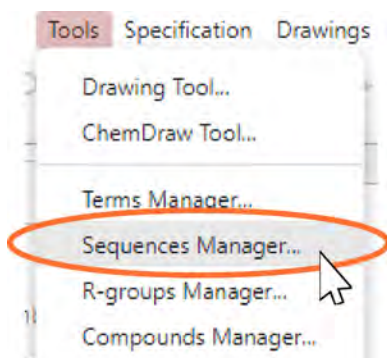 Tools Specification Drawings
Drawing Tool...
ChemDraw Tool...
Terms Manager...
Sequences Manager...
R-groups Manager...
Compounds Manager...